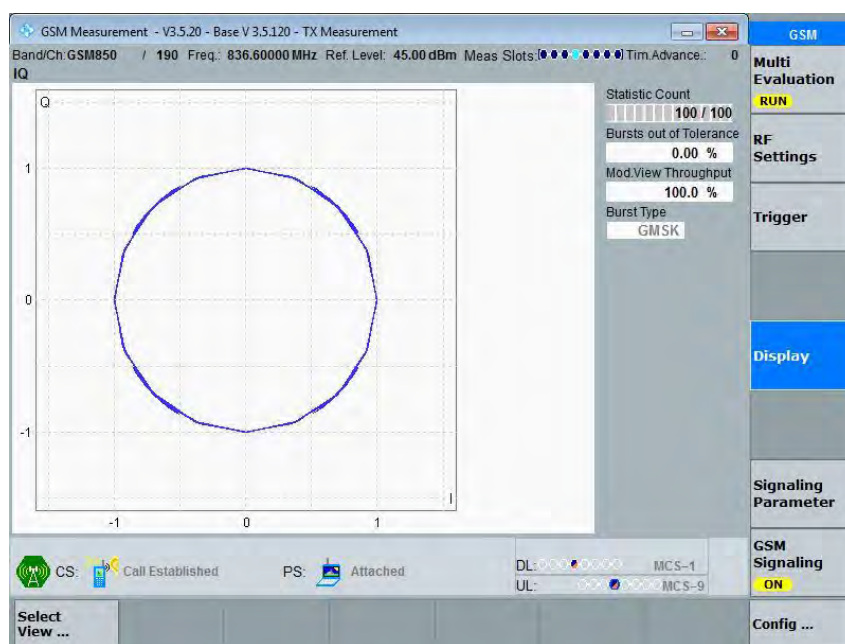 GSM Measurement - V3.5.20 - Base V 3.5.120 - TX Measurement
GSM
Band/Ch:GSM850 / 190 Freq.: 836.60000 MHz Ref. Level: 45.00 dBm Meas Slots: Tim.Advance.: 0
IQ
Q
1
0
-1
-1 0 1
I
Statistic Count
100 / 100
Bursts out of Tolerance
0.00 %
Mod.View Throughput
100.0 %
Burst Type
GMSK
Multi
Evaluation
RUN
RF
Settings
Trigger
Display
Signaling
Parameter
GSM
Signaling
ON
Config ...
CS: Call Established PS: Attached
DL: MCS-1
UL: MCS-9
Select
View ...